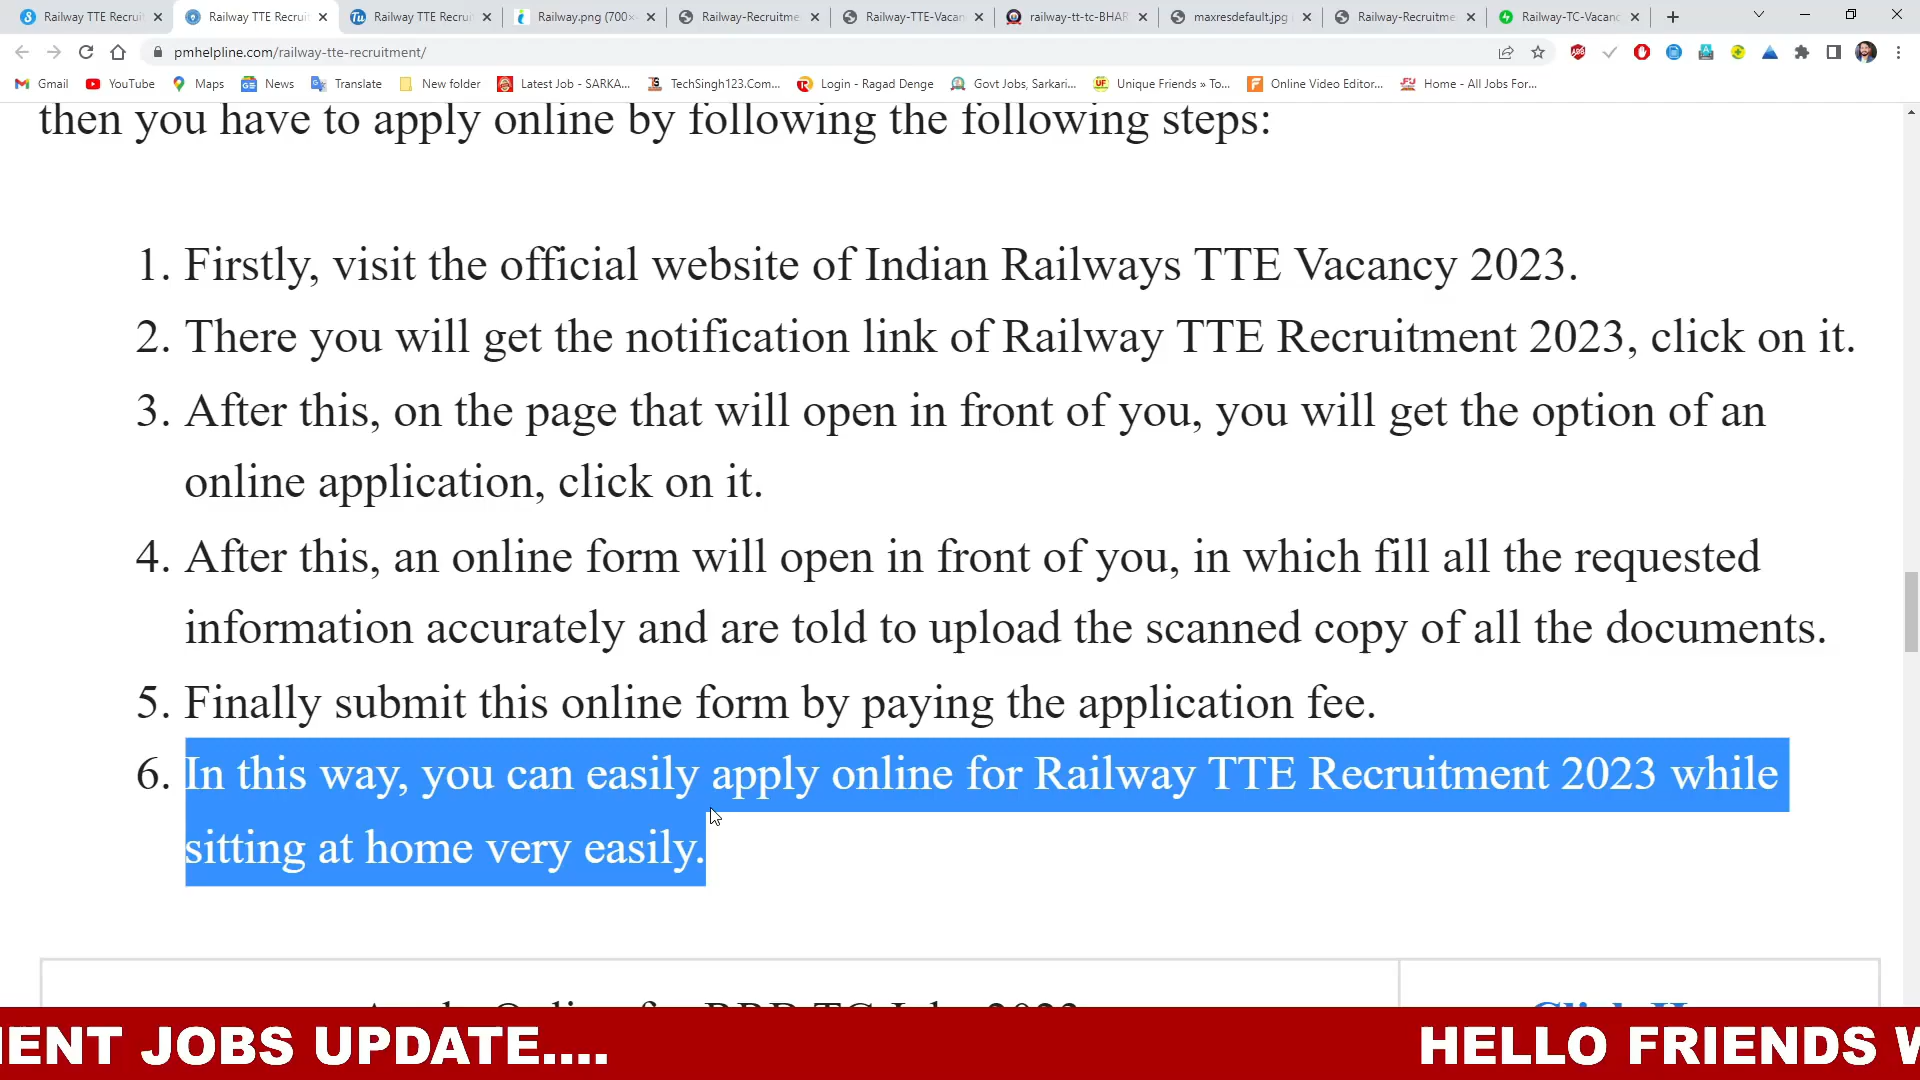 Railway TTE Recrui
Railway TTE Recrui
Railway TTE Recrui
Railway.png (700×
Railway-Recruitme
Railway-TTE-Vacan
railway-tt-tc-BHAR
maxresdefault.jpg
Railway-Recruitme
Railway-TC-Vacanc
pmhelpline.com/railway-tte-recruitment/
Gmail YouTube Maps News Translate New folder Latest Job - SARKA... TechSingh123.Com... Login - Ragad Denge Govt Jobs, Sarkari... Unique Friends » To... Online Video Editor... Home - All Jobs For...
then you have to apply online by following the following steps:
1. Firstly, visit the official website of Indian Railways TTE Vacancy 2023.
2. There you will get the notification link of Railway TTE Recruitment 2023, click on it.
3. After this, on the page that will open in front of you, you will get the option of an
online application, click on it.
4. After this, an online form will open in front of you, in which fill all the requested
information accurately and are told to upload the scanned copy of all the documents.
5. Finally submit this online form by paying the application fee.
6. In this way, you can easily apply online for Railway TTE Recruitment 2023 while
sitting at home very easily.
ENT JOBS UPDATE.... HELLO FRIENDS